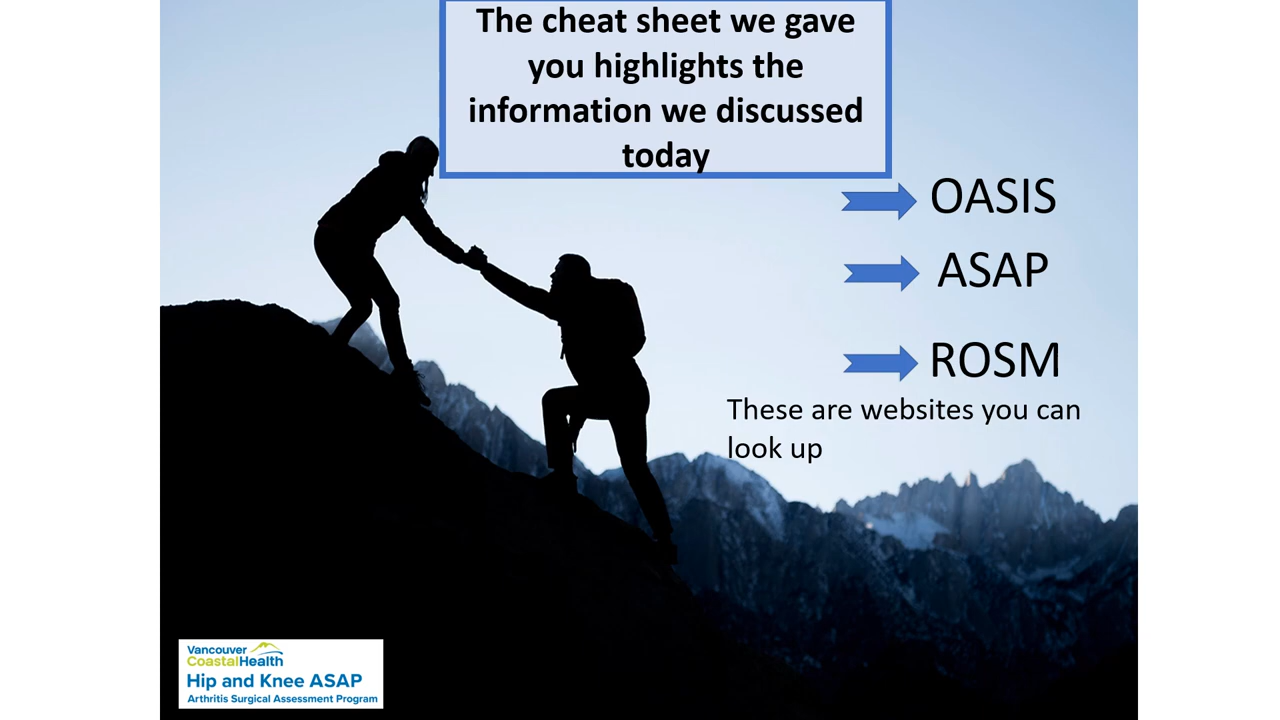 The cheat sheet we gave
you highlights the
information we discussed
today
OASIS
ASAP
ROSM
These are websites you can
look up
Vancouver
CoastalHealth
Hip and Knee ASAP
Arthritis Surgical Assessment Program